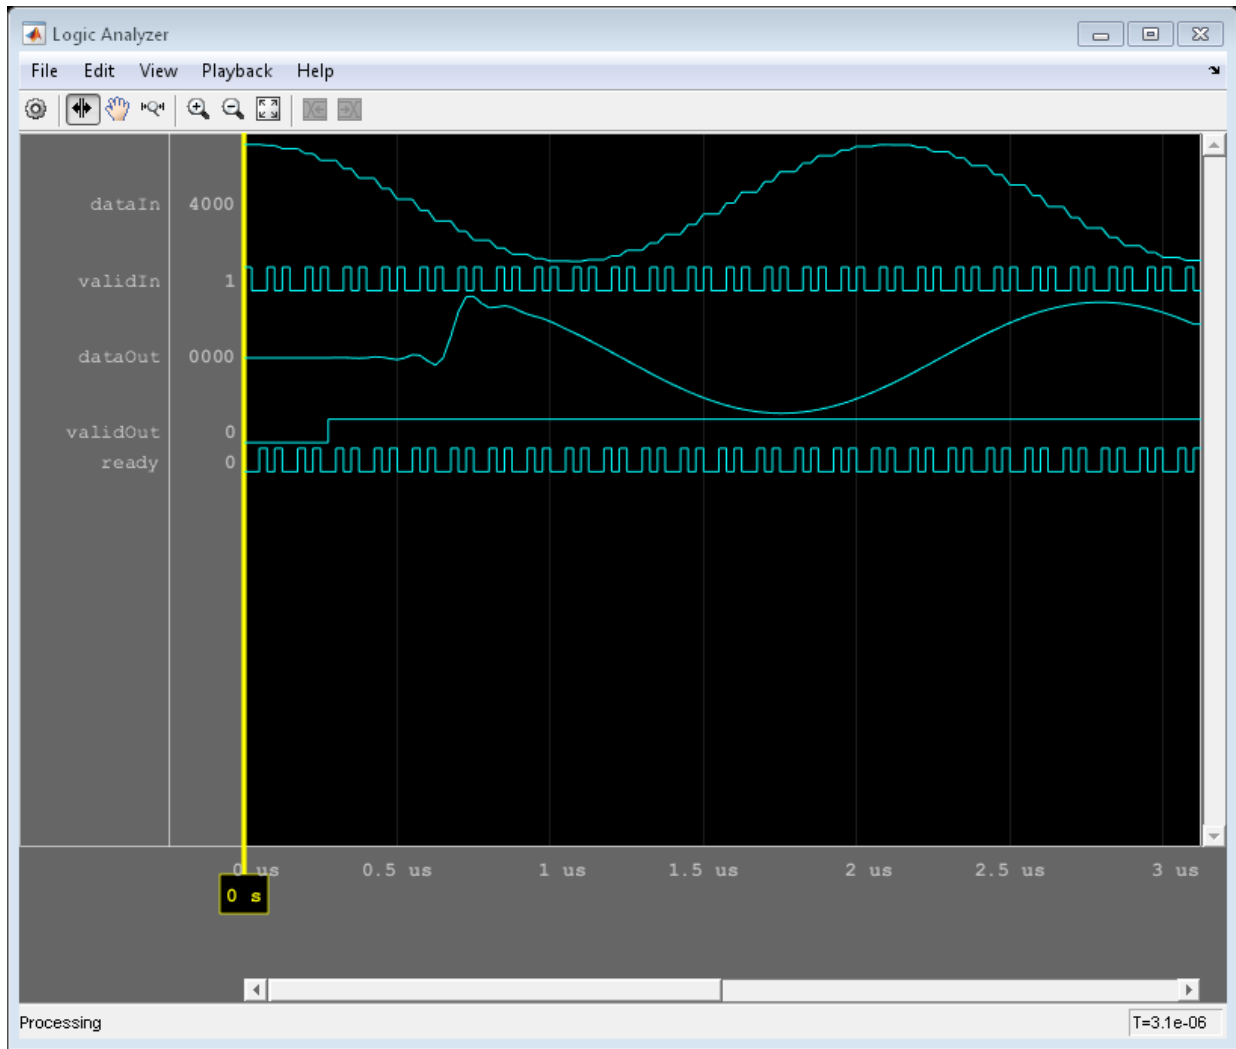 Logic Analyzer
File Edit View Playback Help
dataIn 4000
validIn 1
dataOut 0000
validOut 0
ready 0
0 us 0.5 us 1 us 1.5 us 2 us 2.5 us 3 us
0 s
Processing T=3.1e-06